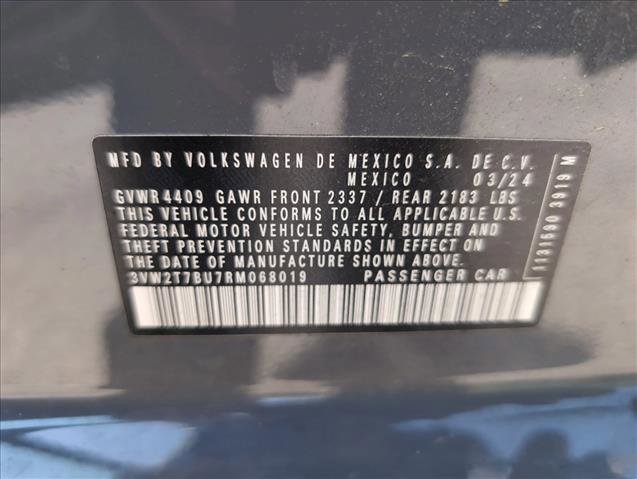 MFD BY VOLKSWAGEN DE MEXICO S.A. DE C.V.
MEXICO 03/24
GVWR 4409 GAWR FRONT 2337 / REAR 2183 LBS
THIS VEHICLE CONFORMS TO ALL APPLICABLE U.S.
FEDERAL MOTOR VEHICLE SAFETY, BUMPER AND
THEFT PREVENTION STANDARDS IN EFFECT ON
THE DATE OF MANUFACTURE SHOWN ABOVE.
3VW2T7BU7RM068019 PASSENGER CAR
1131590 3919 M